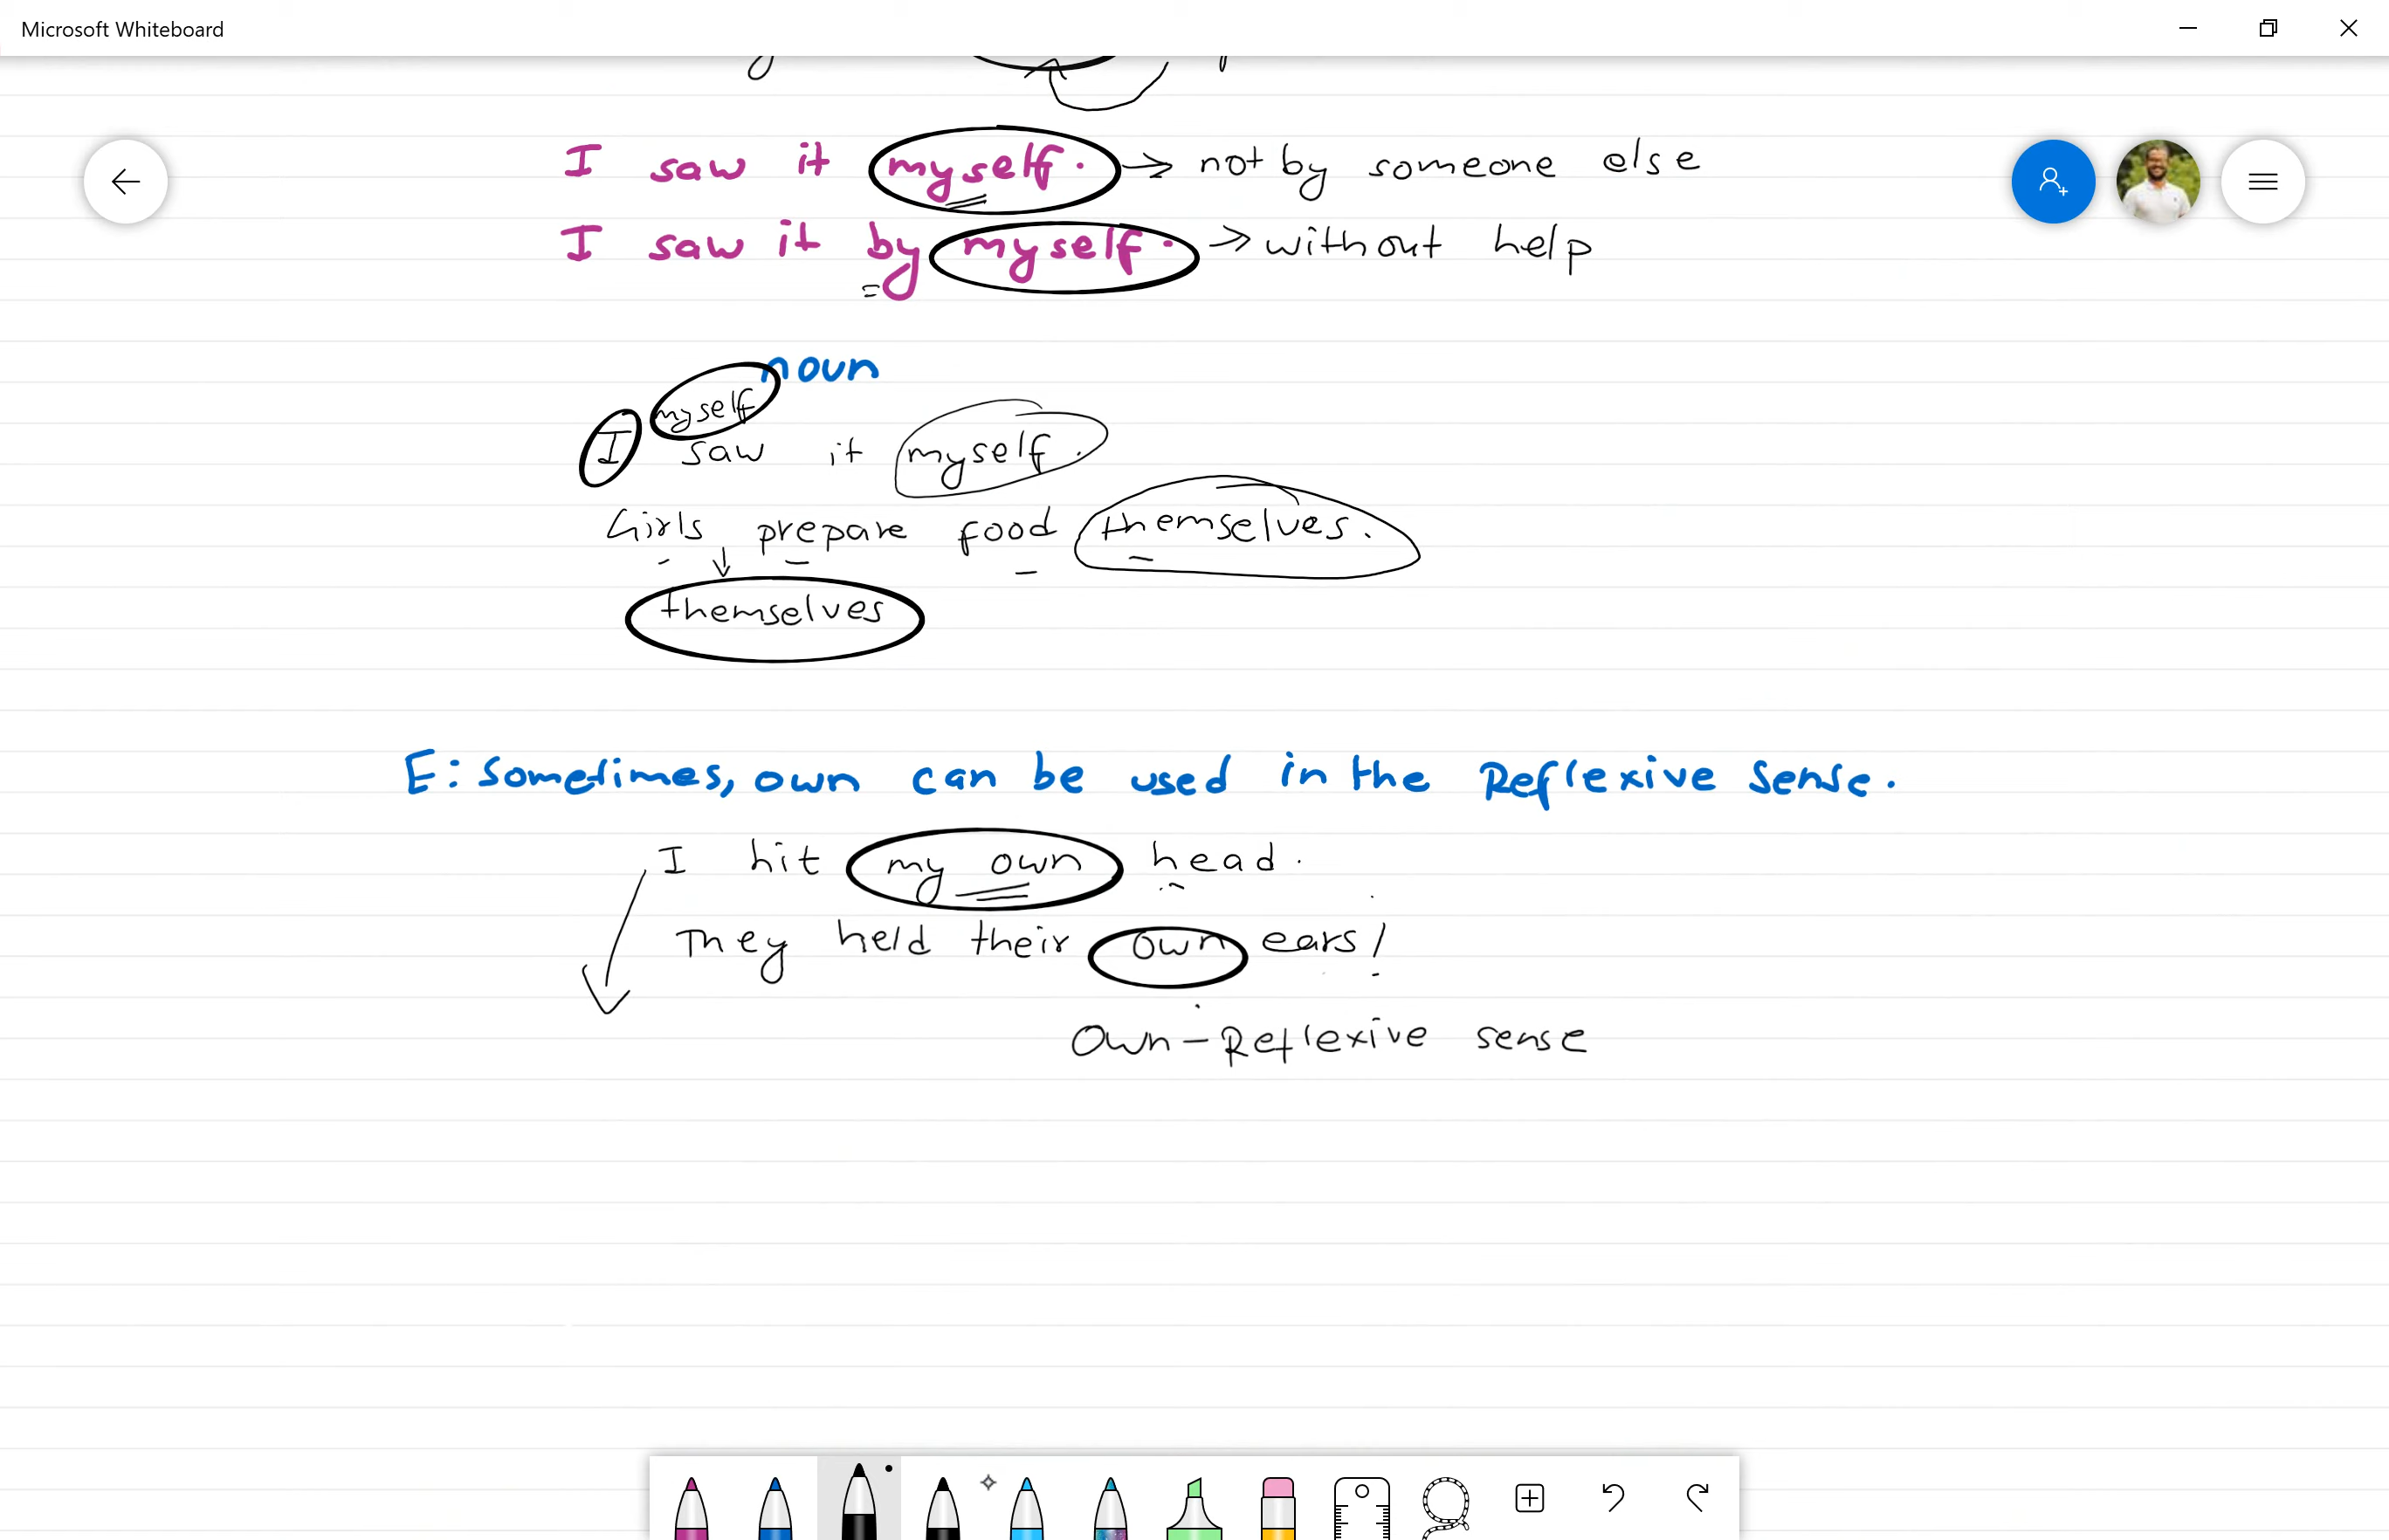 Microsoft Whiteboard
I saw it myself. → not by someone else
I saw it by myself. → without help
noun
myself
I saw it myself.
Girls prepare food themselves.
themselves
E: sometimes, own can be used in the Reflexive sense.
I hit my own head.
They held their own ears!
Own - Reflexive sense